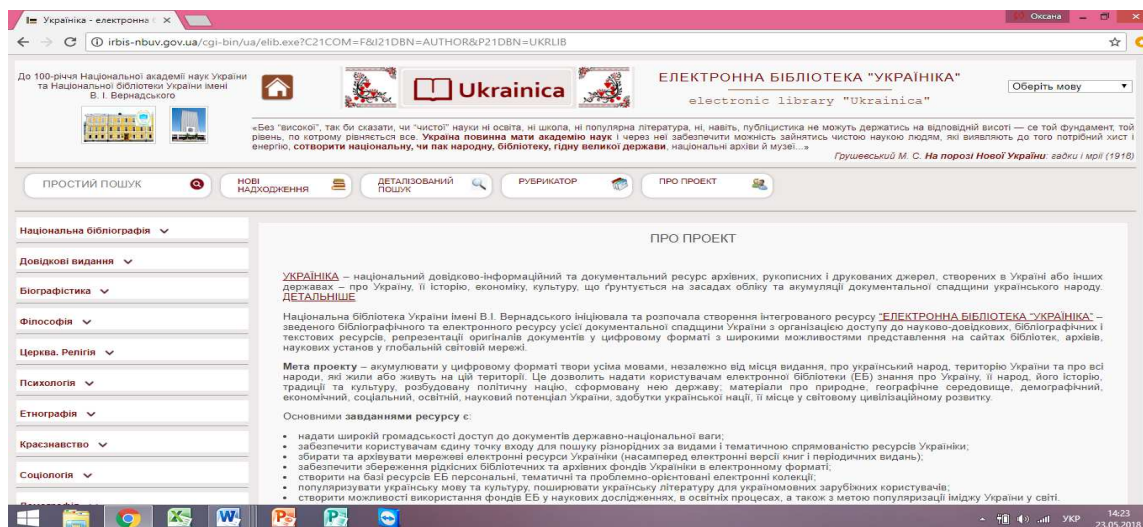 Україніка - електронна б
Оксана
irbis-nbuv.gov.ua/cgi-bin/ua/elib.exe?C21COM=F&I21DBN=AUTHOR&P21DBN=UKRLIB
До 100-річчя Національної академії наук України
та Національної бібліотеки України імені
В. І. Вернадського
Ukrainica
ЕЛЕКТРОННА БІБЛІОТЕКА "УКРАЇНІКА"
electronic library "Ukrainica"
Оберіть мову
«Без "високої", так би сказати, чи "чистої" науки ні освіта, ні школа, ні популярна література, ні, навіть, публіцистика не можуть держатись на відповідній висоті — се той фундамент, той
рівень, по котрому рівняється все. Україна повинна мати академію наук і через неї забезпечити можність зайнятись чистою наукою людям, які виявляють до того потрібний хист і
енергію, сотворити національну, чи пак народну, бібліотеку, гідну великої держави, національні архіви й музеї...»
Грушевський М. С. На порозі Нової України: гадки і мрії (1918)
ПРОСТИЙ ПОШУК
НОВІ
НАДХОДЖЕННЯ
ДЕТАЛІЗОВАНИЙ
ПОШУК
РУБРИКАТОР
ПРО ПРОЕКТ
Національна бібліографія
Довідкові видання
Біографістика
Філософія
Церква. Релігія
Психологія
Етнографія
Краєзнавство
Соціологія
ПРО ПРОЕКТ
УКРАЇНІКА – національний довідково-інформаційний та документальний ресурс архівних, рукописних і друкованих джерел, створених в Україні або інших
державах – про Україну, її історію, економіку, культуру, що ґрунтується на засадах обліку та акумуляції документальної спадщини українського народу.
ДЕТАЛЬНІШЕ
Національна бібліотека України імені В.І. Вернадського ініціювала та розпочала створення інтегрованого ресурсу "ЕЛЕКТРОННА БІБЛІОТЕКА "УКРАЇНІКА" –
зведеного бібліографічного та електронного ресурсу усієї документальної спадщини України з організацією доступу до науково-довідкових, бібліографічних і
текстових ресурсів, репрезентації оригіналів документів у цифровому форматі з широкими можливостями представлення на сайтах бібліотек, архівів,
наукових установ у глобальній світовій мережі.
Мета проекту – акумулювати у цифровому форматі твори усіма мовами, незалежно від місця видання, про український народ, територію України та про всі
народи, які жили або живуть на цій території. Це дозволить надати користувачам електронної бібліотеки (ЕБ) знання про Україну, її народ, його історію,
традиції та культуру, розбудовану політичну націю, сформовану нею державу; матеріали про природне, географічне середовище, демографічний,
економічний, соціальний, освітній, науковий потенціал України, здобутки української нації, її місце у світовому цивілізаційному розвитку.
Основними завданнями ресурсу є:
• надати широкій громадськості доступ до документів державно-національної ваги;
• забезпечити користувачам єдину точку входу для пошуку різнорідних за видами і тематичною спрямованістю ресурсів Україніки;
• збирати та архівувати мережеві електронні ресурси Україніки (насамперед електронні версії книг і періодичних видань);
• забезпечити збереження рідкісних бібліотечних та архівних фондів Україніки в електронному форматі;
• створити на базі ресурсів ЕБ персональні, тематичні та проблемно-орієнтовані електронні колекції;
• популяризувати українську мову та культуру, поширювати українську літературу для україномовних зарубіжних користувачів;
• створити можливості використання фондів ЕБ у наукових дослідженнях, в освітніх процесах, а також з метою популяризації іміджу України у світі.
УКР
14:23
23.05.2018